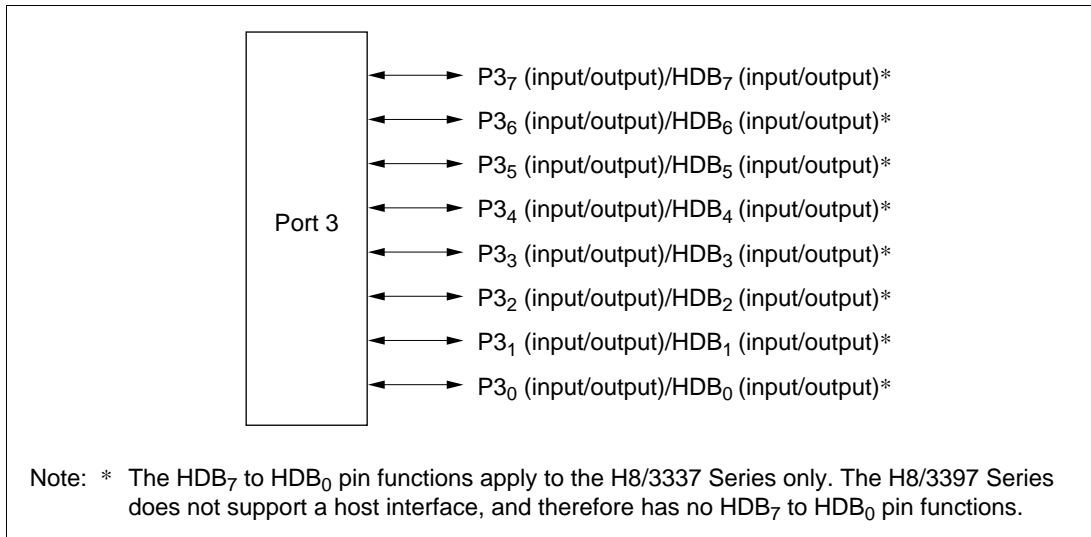 P3₇ (input/output)/HDB₇ (input/output)*
P3₆ (input/output)/HDB₆ (input/output)*
P3₅ (input/output)/HDB₅ (input/output)*
P3₄ (input/output)/HDB₄ (input/output)*
Port 3
P3₃ (input/output)/HDB₃ (input/output)*
P3₂ (input/output)/HDB₂ (input/output)*
P3₁ (input/output)/HDB₁ (input/output)*
P3₀ (input/output)/HDB₀ (input/output)*
Note: * The HDB₇ to HDB₀ pin functions apply to the H8/3337 Series only. The H8/3397 Series
does not support a host interface, and therefore has no HDB₇ to HDB₀ pin functions.